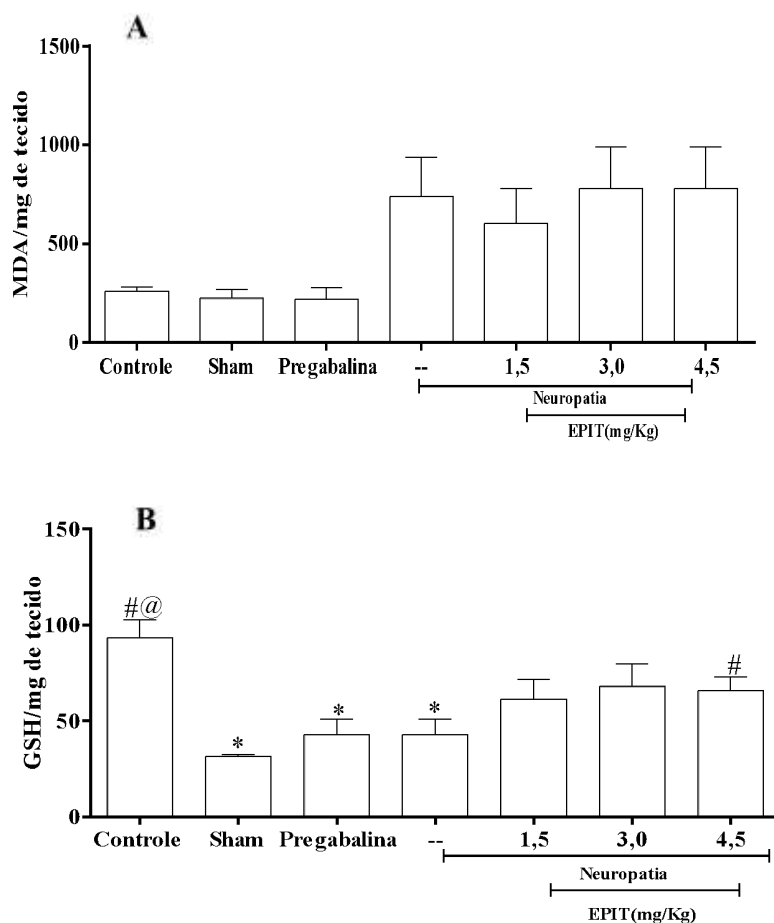 A
1500
1000
500
0
MDA/mg de tecido
Controle Sham Pregabalina -- 1,5 3,0 4,5
Neuropatia
EPIT(mg/Kg)
B
150
100
50
0
GSH/mg de tecido
#@
*
*
*
#
Controle Sham Pregabalina -- 1,5 3,0 4,5
Neuropatia
EPIT(mg/Kg)